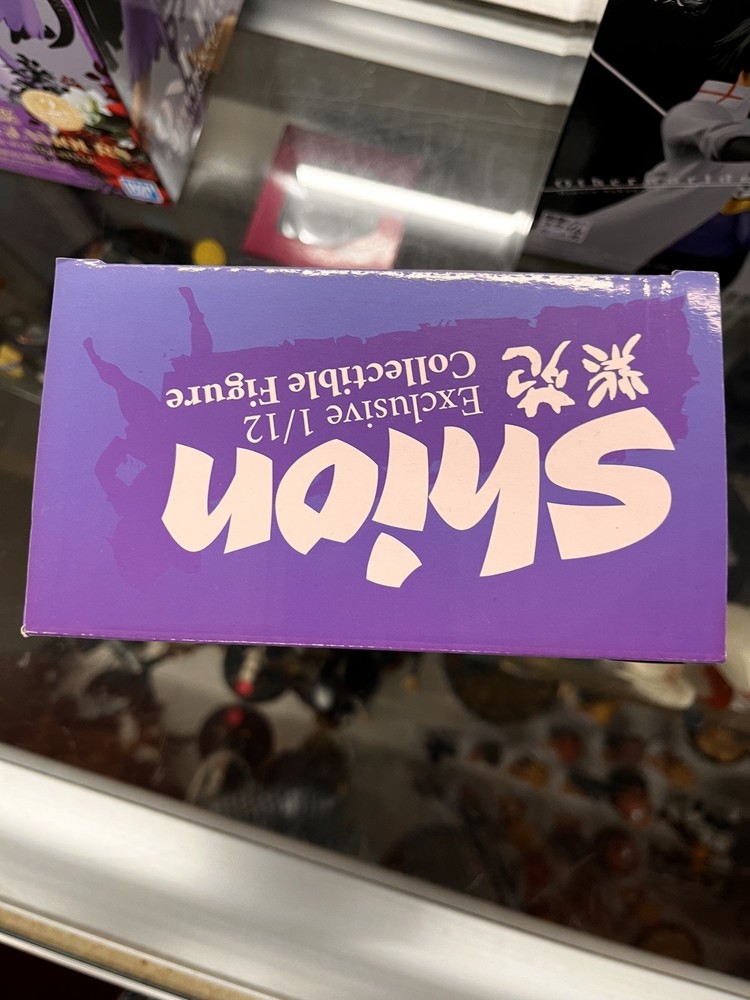 Shion
紫苑
Exclusive 1/12
Collectible Figure